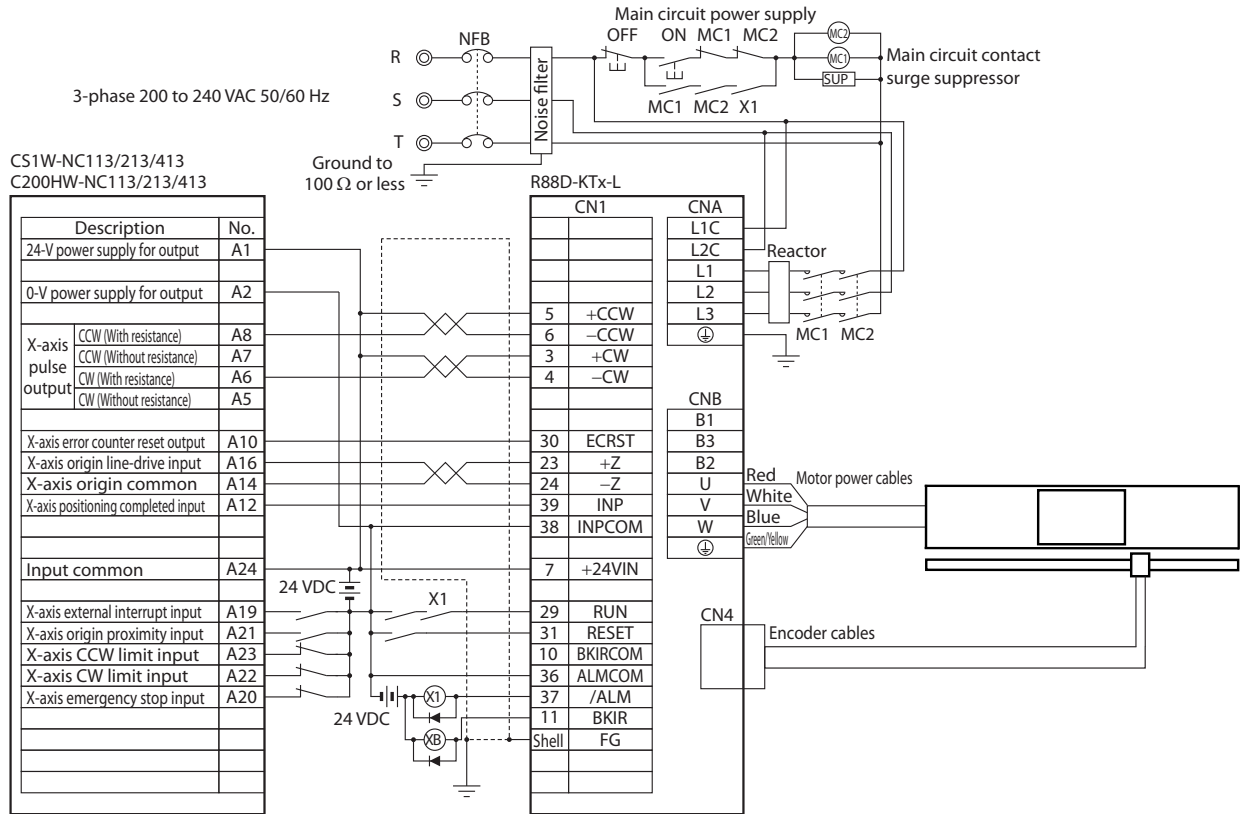 Main circuit power supply
OFF ON MC1 MC2
NFB
MC2
R
MC1
Main circuit contact
surge suppressor
SUP
3-phase 200 to 240 VAC 50/60 Hz
S
Noise filter
MC1 MC2 X1
T
CS1W-NC113/213/413
C200HW-NC113/213/413
Ground to
100 Ω or less
R88D-KTx-L
Description No.
24-V power supply for output A1
0-V power supply for output A2
X-axis pulse output
CCW (With resistance) A8
CCW (Without resistance) A7
CW (With resistance) A6
CW (Without resistance) A5
X-axis error counter reset output A10
X-axis origin line-drive input A16
X-axis origin common A14
X-axis positioning completed input A12
Input common A24
X-axis external interrupt input A19
X-axis origin proximity input A21
X-axis CCW limit input A23
X-axis CW limit input A22
X-axis emergency stop input A20
24 VDC
X1
24 VDC
X1
XB
CN1
5 +CCW
6 −CCW
3 +CW
4 −CW
30 ECRST
23 +Z
24 −Z
39 INP
38 INPCOM
7 +24VIN
29 RUN
31 RESET
10 BKIRCOM
36 ALMCOM
37 /ALM
11 BKIR
Shell FG
CNA
L1C
L2C
L1
L2
L3
Reactor
MC1 MC2
CNB
B1
B3
B2
U
V
W
Red
White
Blue
Green/Yellow
Motor power cables
CN4
Encoder cables